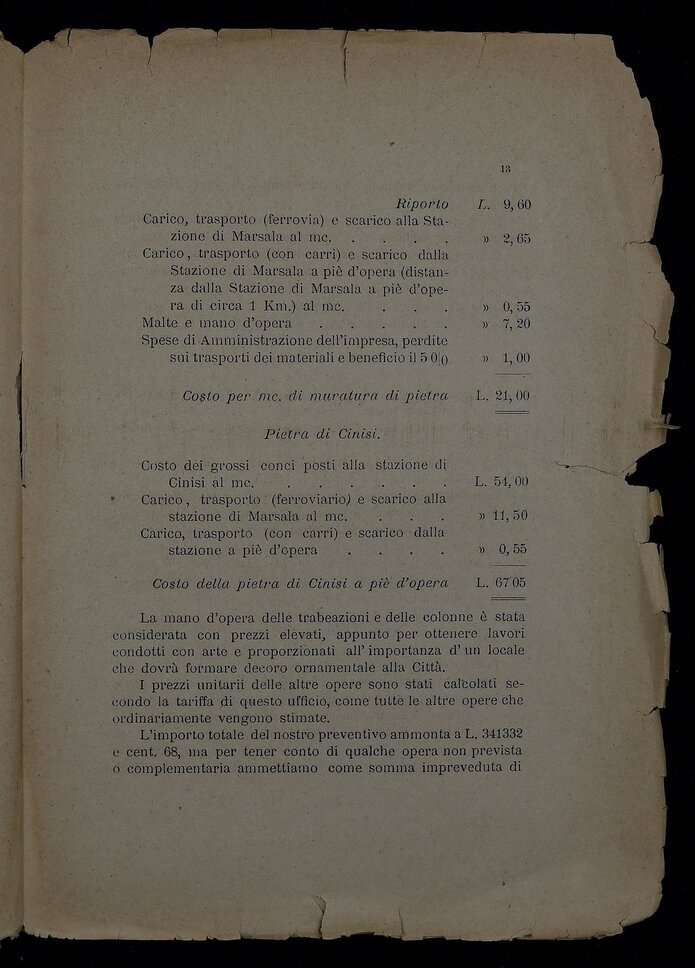 13
Riporto L. 9,60
Carico, trasporto (ferrovia) e scarico alla Sta-
zione di Marsala al mc. . . . . » 2,65
Carico, trasporto (con carri) e scarico dalla
Stazione di Marsala a piè d'opera (distan-
za dalla Stazione di Marsala a piè d'ope-
ra di circa 1 Km.) al mc. . . . » 0,55
Malte e mano d'opera . . . . . » 7,20
Spese di Amministrazione dell'impresa, perdite
sui trasporti dei materiali e beneficio il 5 0|0 » 1,00
Costo per mc. di muratura di pietra L. 21,00
Pietra di Cinisi.
Costo dei grossi conci posti alla stazione di
Cinisi al mc. . . . . . . L. 54,00
Carico, trasporto (ferroviario) e scarico alla
stazione di Marsala al mc. . . . » 11,50
Carico, trasporto (con carri) e scarico dalla
stazione a piè d'opera . . . . » 0,55
Costo della pietra di Cinisi a piè d'opera L. 67 05
La mano d'opera delle trabeazioni e delle colonne è stata
considerata con prezzi elevati, appunto per ottenere lavori
condotti con arte e proporzionati all' importanza d' un locale
che dovrà formare decoro ornamentale alla Città.
I prezzi unitarii delle altre opere sono stati calcolati se-
condo la tariffa di questo ufficio, come tutte le altre opere che
ordinariamente vengono stimate.
L'importo totale del nostro preventivo ammonta a L. 341332
e cent. 68, ma per tener conto di qualche opera non prevista
o complementaria ammettiamo come somma impreveduta di